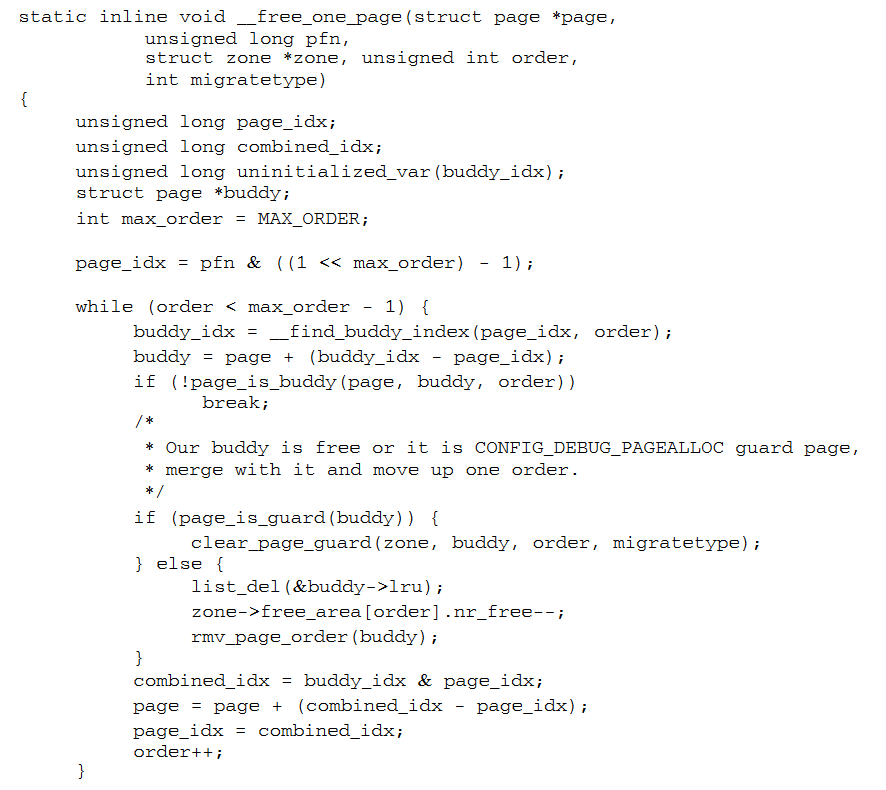 static inline void __free_one_page(struct page *page,
unsigned long pfn,
struct zone *zone, unsigned int order,
int migratetype)
{
unsigned long page_idx;
unsigned long combined_idx;
unsigned long uninitialized_var(buddy_idx);
struct page *buddy;
int max_order = MAX_ORDER;
page_idx = pfn & ((1 << max_order) - 1);
while (order < max_order - 1) {
buddy_idx = __find_buddy_index(page_idx, order);
buddy = page + (buddy_idx - page_idx);
if (!page_is_buddy(page, buddy, order))
break;
/*
* Our buddy is free or it is CONFIG_DEBUG_PAGEALLOC guard page,
* merge with it and move up one order.
*/
if (page_is_guard(buddy)) {
clear_page_guard(zone, buddy, order, migratetype);
} else {
list_del(&buddy->lru);
zone->free_area[order].nr_free--;
rmv_page_order(buddy);
}
combined_idx = buddy_idx & page_idx;
page = page + (combined_idx - page_idx);
page_idx = combined_idx;
order++;
}